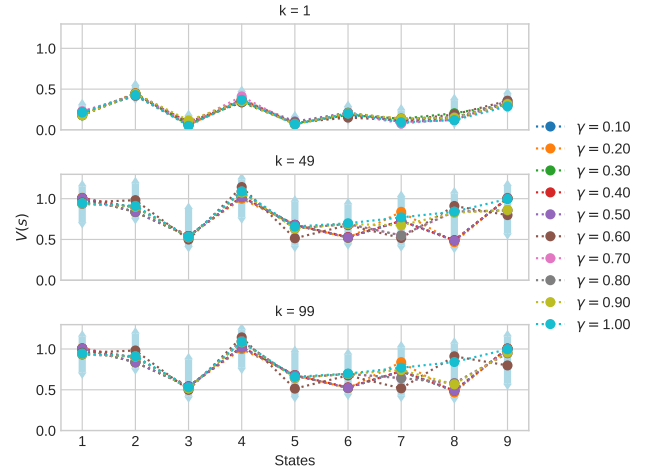 k = 1
1.0
0.5
0.0
k = 49
1.0
0.5
0.0
V(s)
k = 99
1.0
0.5
0.0
1 2 3 4 5 6 7 8 9
States
γ = 0.10
γ = 0.20
γ = 0.30
γ = 0.40
γ = 0.50
γ = 0.60
γ = 0.70
γ = 0.80
γ = 0.90
γ = 1.00